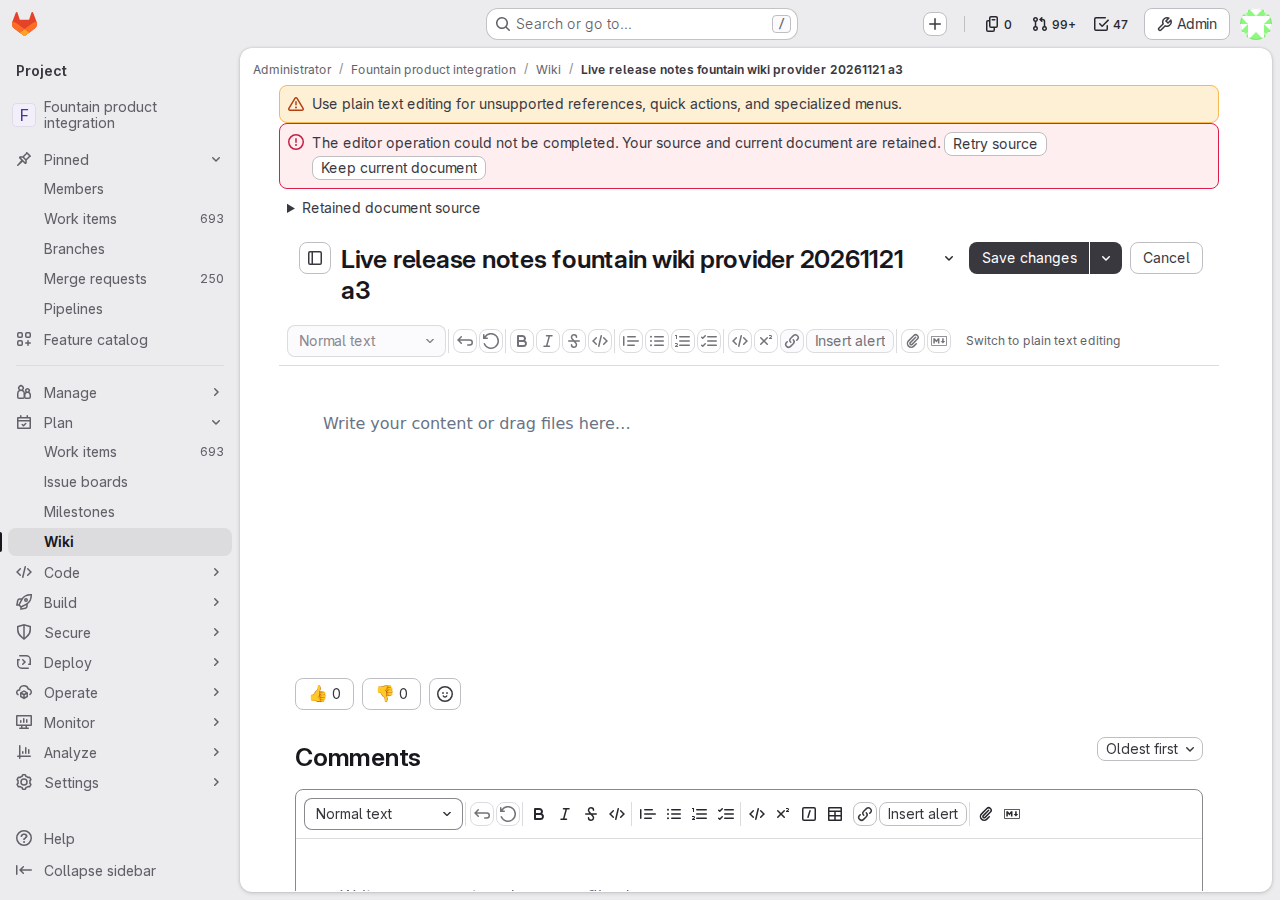 Search or go to...
/
0
99+
47
Admin
Project
F
Fountain product integration
Pinned
Members
Work items 693
Branches
Merge requests 250
Pipelines
Feature catalog
Manage
Plan
Work items 693
Issue boards
Milestones
Wiki
Code
Build
Secure
Deploy
Operate
Monitor
Analyze
Settings
Help
Collapse sidebar
Administrator / Fountain product integration / Wiki / Live release notes fountain wiki provider 20261121 a3
Use plain text editing for unsupported references, quick actions, and specialized menus.
The editor operation could not be completed. Your source and current document are retained. Retry source
Keep current document
Retained document source
Live release notes fountain wiki provider 20261121
a3
Save changes
Cancel
Normal text
Insert alert
Switch to plain text editing
Write your content or drag files here...
👍 0
👎 0
Comments
Oldest first
Normal text
Insert alert